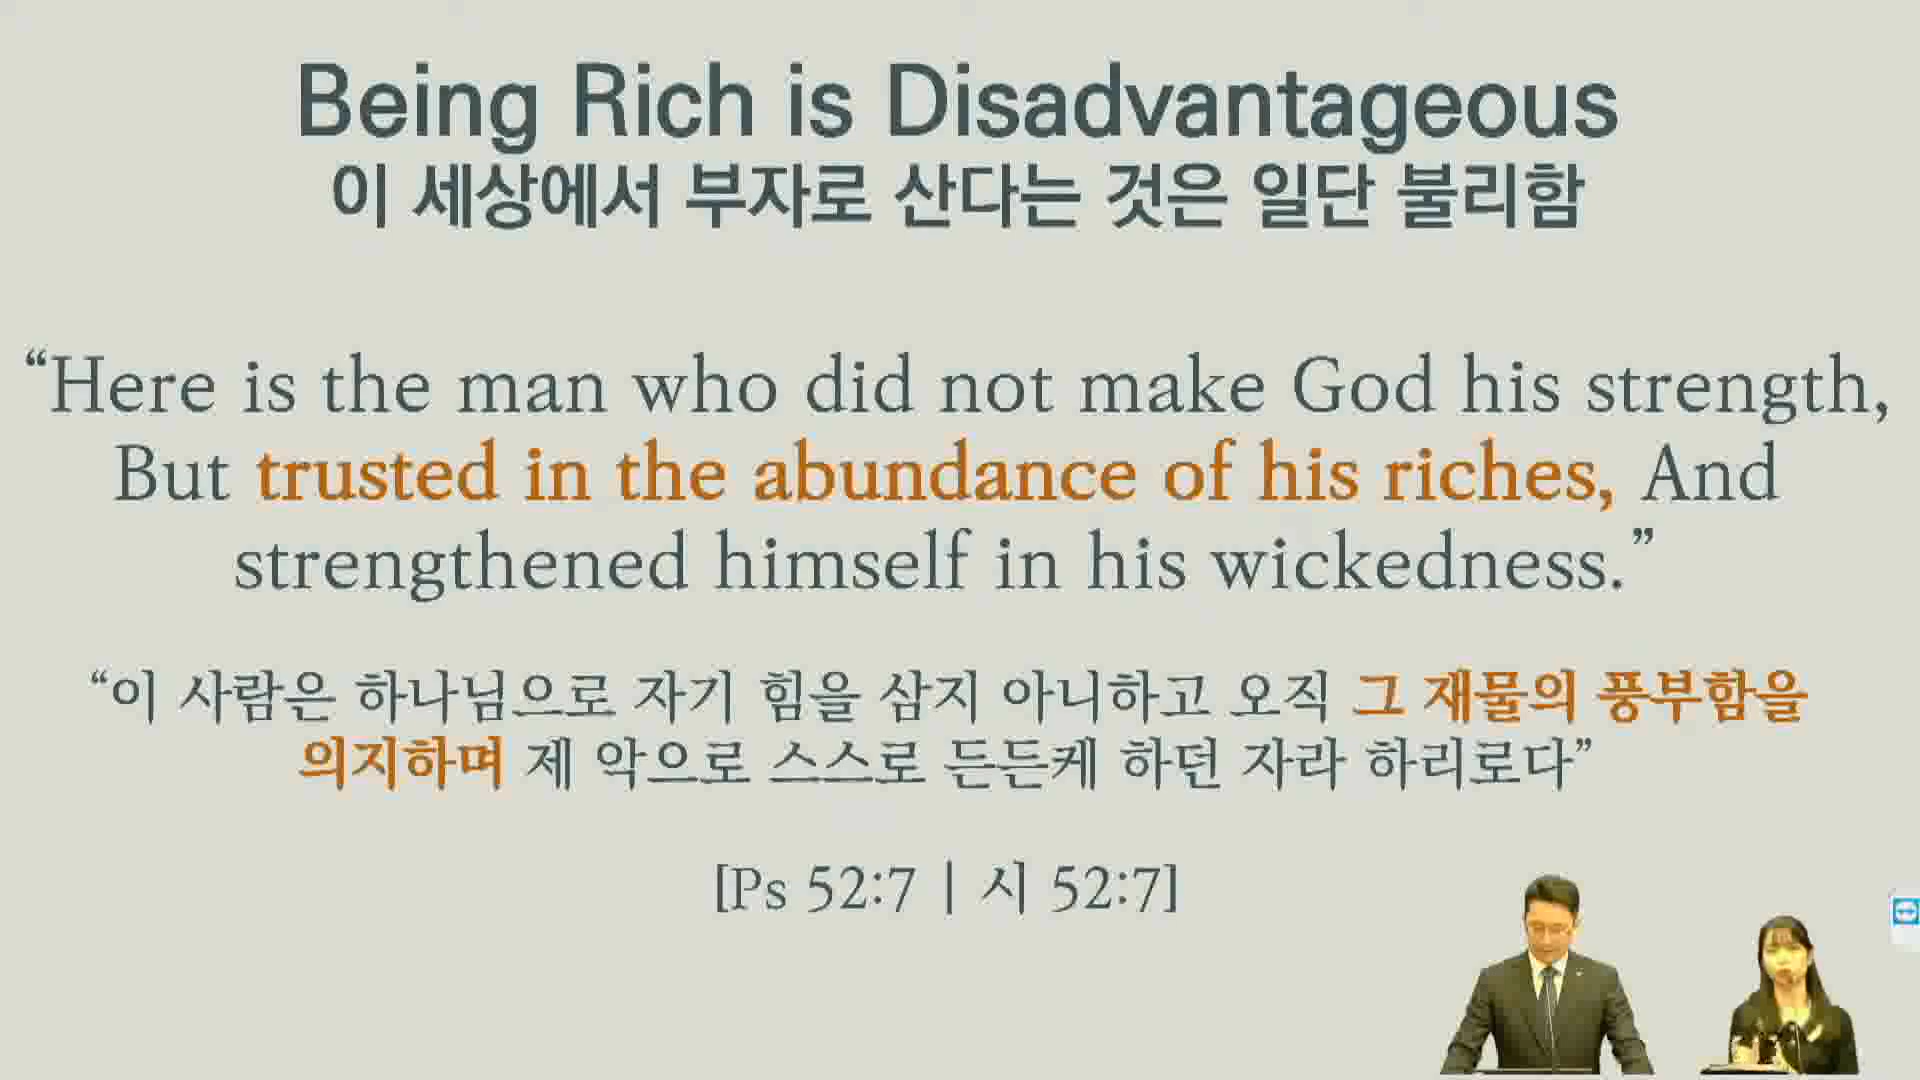 Being Rich is Disadvantageous
이 세상에서 부자로 산다는 것은 일단 불리함
“Here is the man who did not make God his strength,
But trusted in the abundance of his riches, And
strengthened himself in his wickedness.”
“이 사람은 하나님으로 자기 힘을 삼지 아니하고 오직 그 재물의 풍부함을
의지하며 제 악으로 스스로 든든케 하던 자라 하리로다”
[Ps 52:7 | 시 52:7]